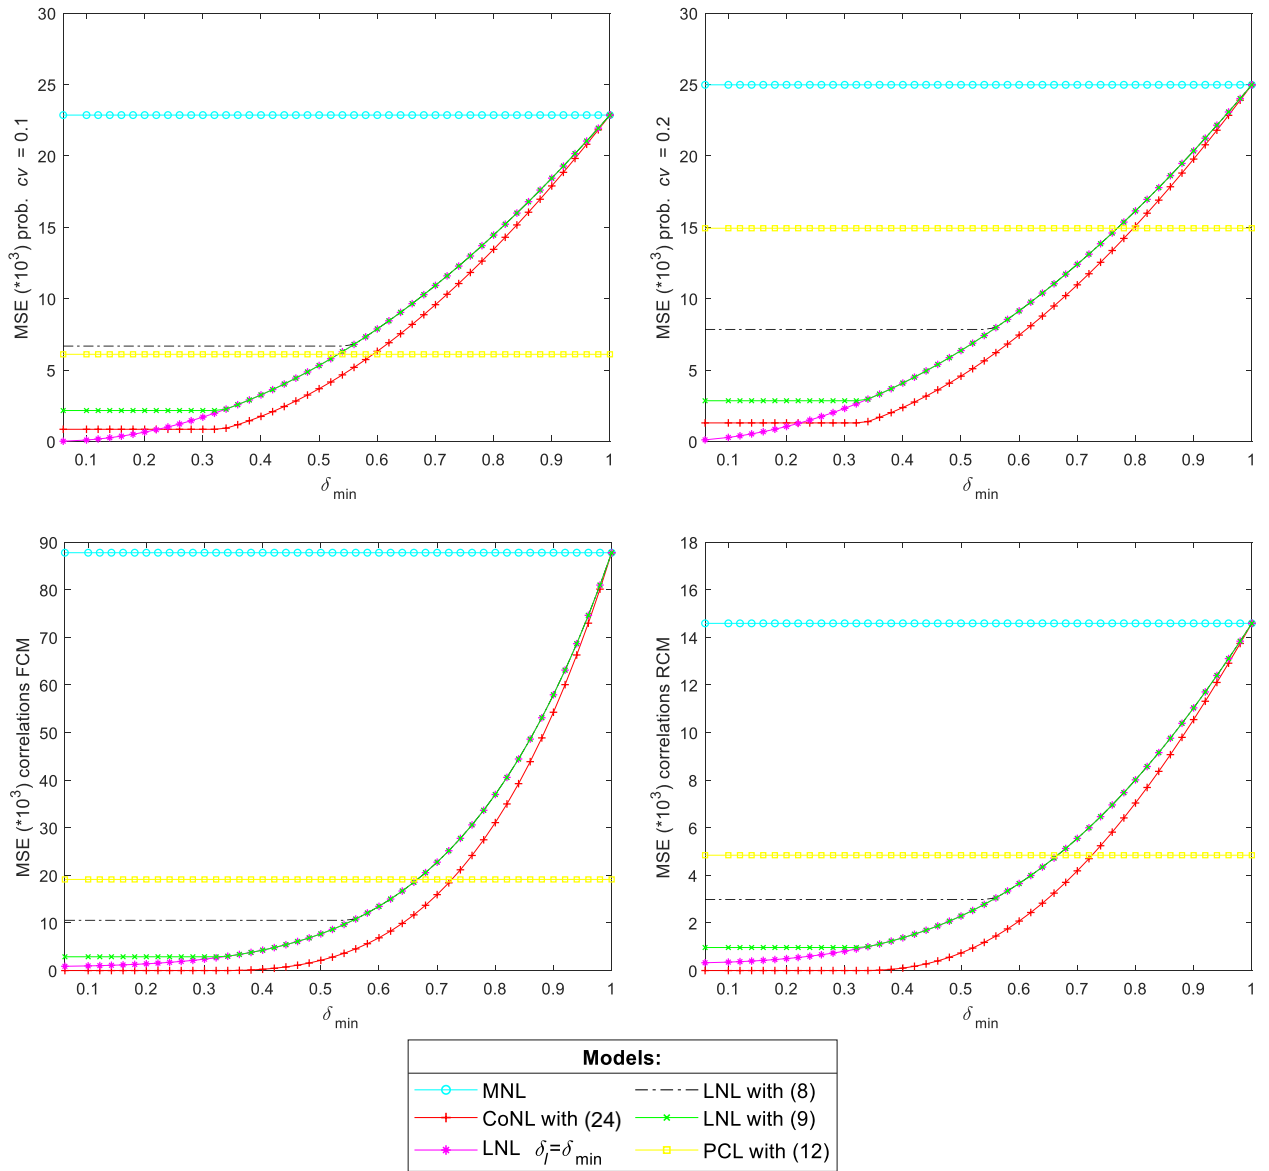 30
25
20
15
10
5
0
MSE (*10^3) prob. cv = 0.1
0.1 0.2 0.3 0.4 0.5 0.6 0.7 0.8 0.9 1
δ_min
30
25
20
15
10
5
0
MSE (*10^3) prob. cv = 0.2
0.1 0.2 0.3 0.4 0.5 0.6 0.7 0.8 0.9 1
δ_min
90
80
70
60
50
40
30
20
10
0
MSE (*10^3) correlations FCM
0.1 0.2 0.3 0.4 0.5 0.6 0.7 0.8 0.9 1
δ_min
18
16
14
12
10
8
6
4
2
0
MSE (*10^3) correlations RCM
0.1 0.2 0.3 0.4 0.5 0.6 0.7 0.8 0.9 1
δ_min
Models:
MNL
CoNL with (24)
LNL δ_l=δ_min
LNL with (8)
LNL with (9)
PCL with (12)